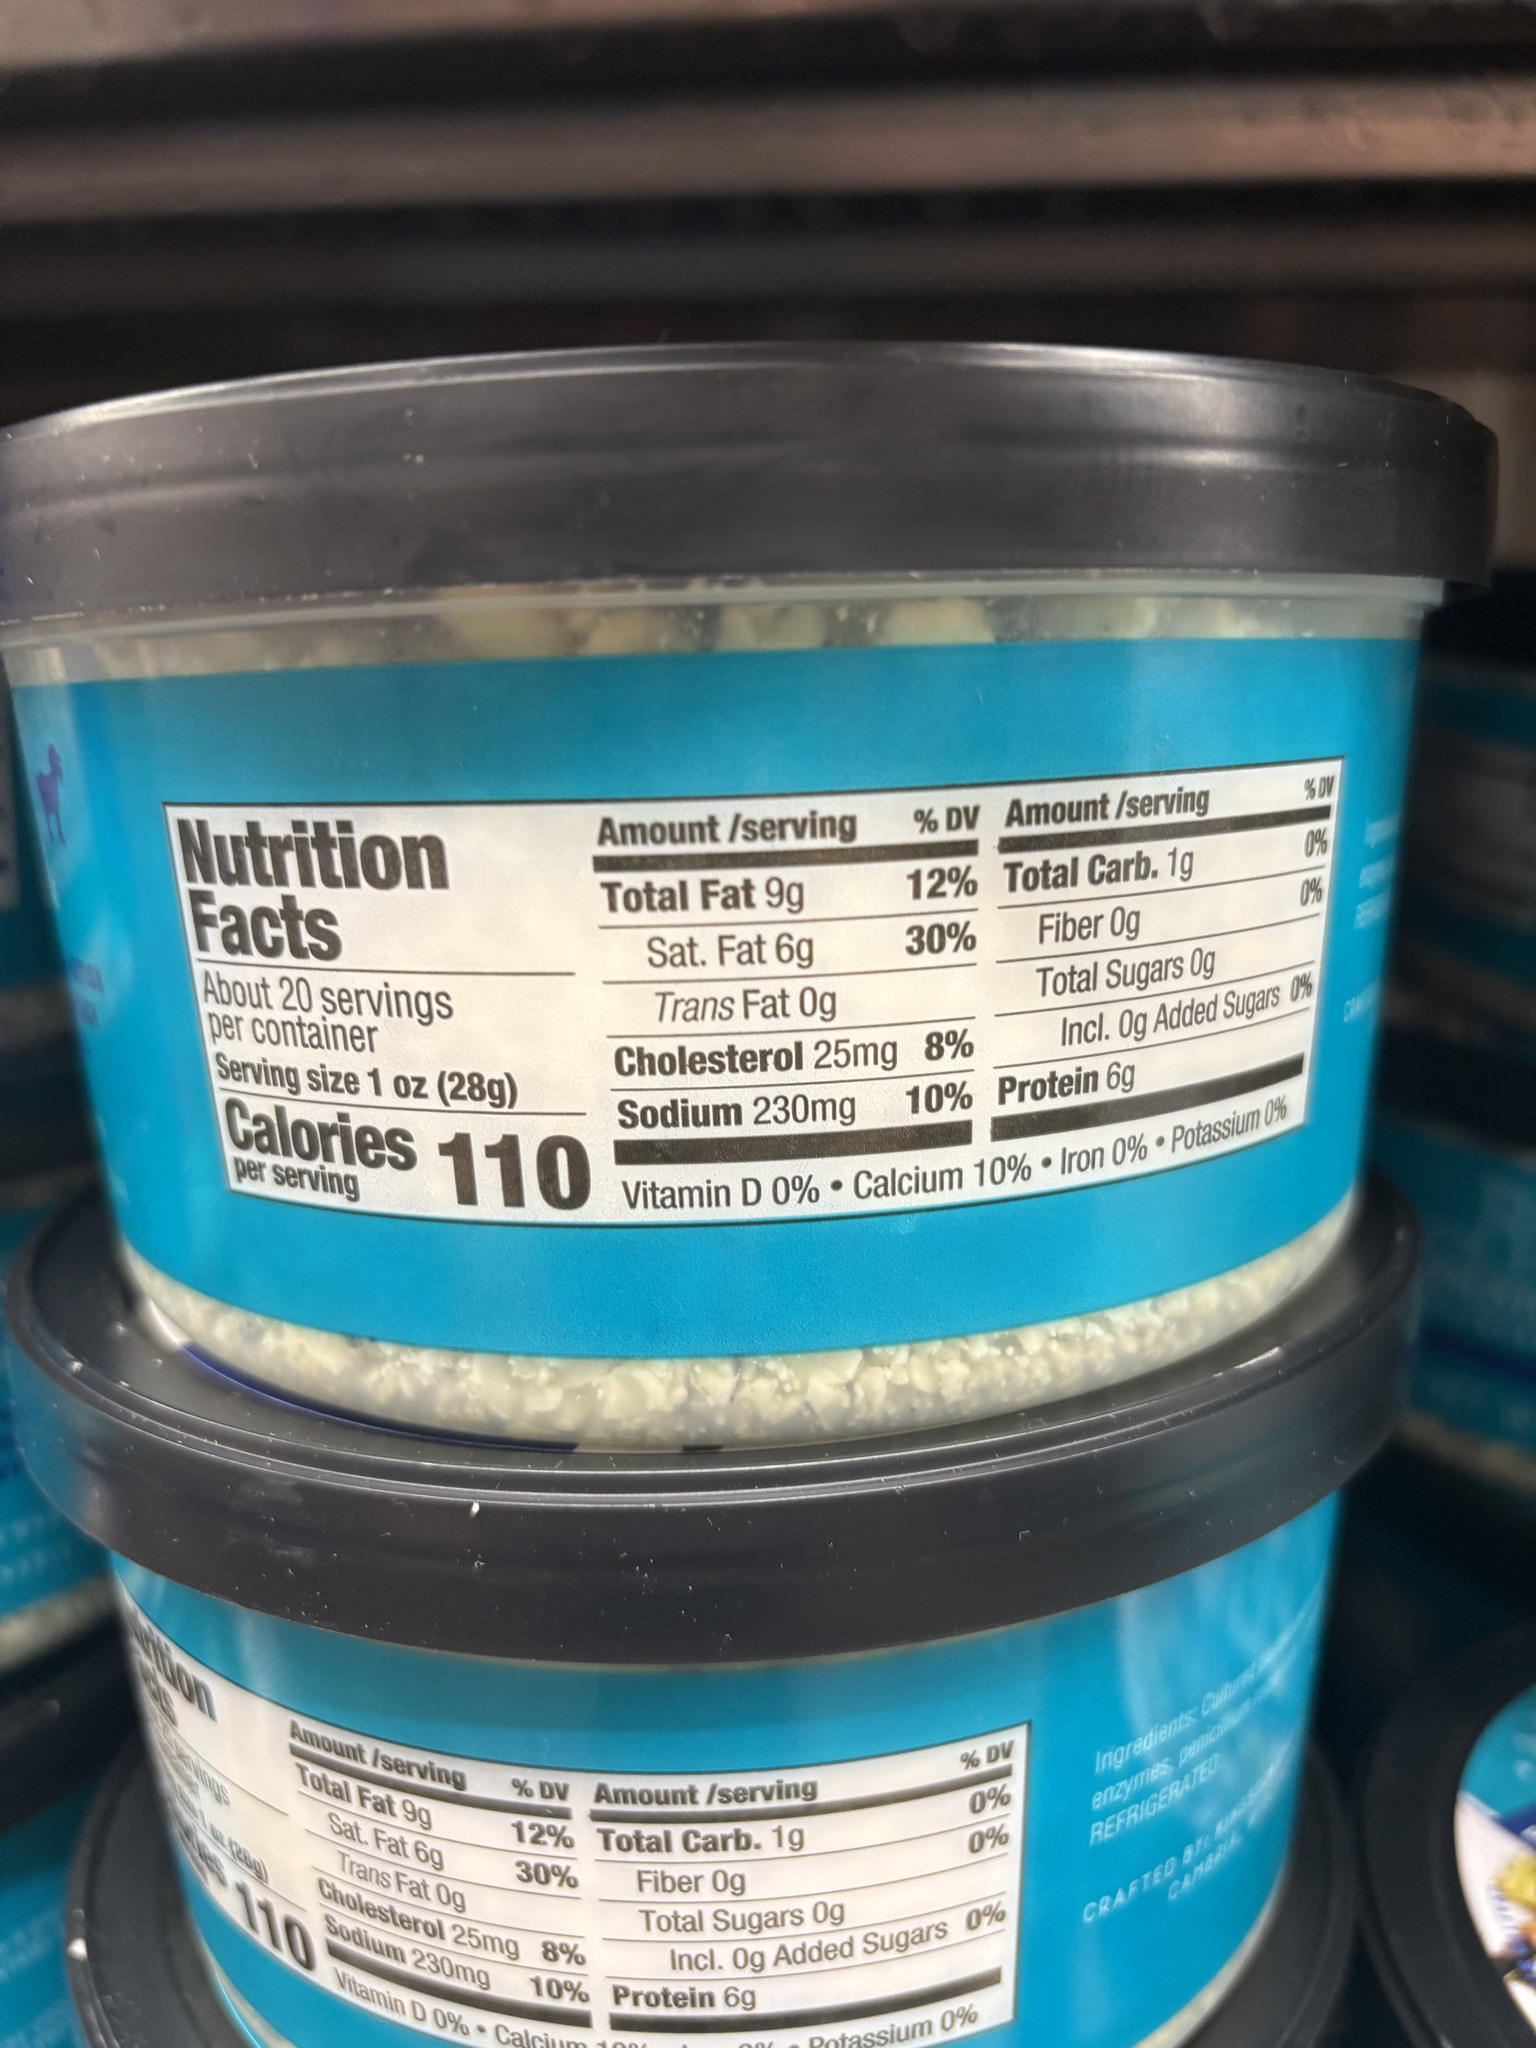 Nutrition
Facts
About 20 servings
per container
Serving size 1 oz (28g)
Calories 110
per serving
Amount /serving % DV
Total Fat 9g 12%
Sat. Fat 6g 30%
Trans Fat 0g
Cholesterol 25mg 8%
Sodium 230mg 10%
Amount /serving % DV
Total Carb. 1g 0%
Fiber 0g 0%
Total Sugars 0g
Incl. 0g Added Sugars 0%
Protein 6g
Vitamin D 0% • Calcium 10% • Iron 0% • Potassium 0%
110
Amount /serving % DV
Total Fat 9g 12%
Sat. Fat 6g 30%
Trans Fat 0g
Cholesterol 25mg 8%
Sodium 230mg 10%
Amount /serving % DV
Total Carb. 1g 0%
Fiber 0g 0%
Total Sugars 0g
Incl. 0g Added Sugars 0%
Protein 6g
Vitamin D 0% • Calcium
Potassium 0%
Ingredients:
enzymes,
REFRIGERATED
CRAFTED BY: